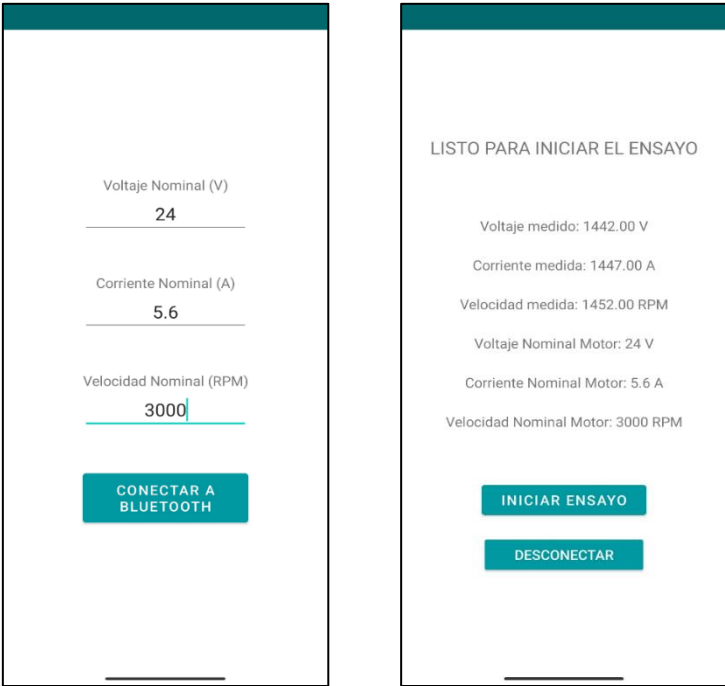 Voltaje Nominal (V)
24
Corriente Nominal (A)
5.6
Velocidad Nominal (RPM)
3000
CONECTAR A
BLUETOOTH
LISTO PARA INICIAR EL ENSAYO
Voltaje medido: 1442.00 V
Corriente medida: 1447.00 A
Velocidad medida: 1452.00 RPM
Voltaje Nominal Motor: 24 V
Corriente Nominal Motor: 5.6 A
Velocidad Nominal Motor: 3000 RPM
INICIAR ENSAYO
DESCONECTAR